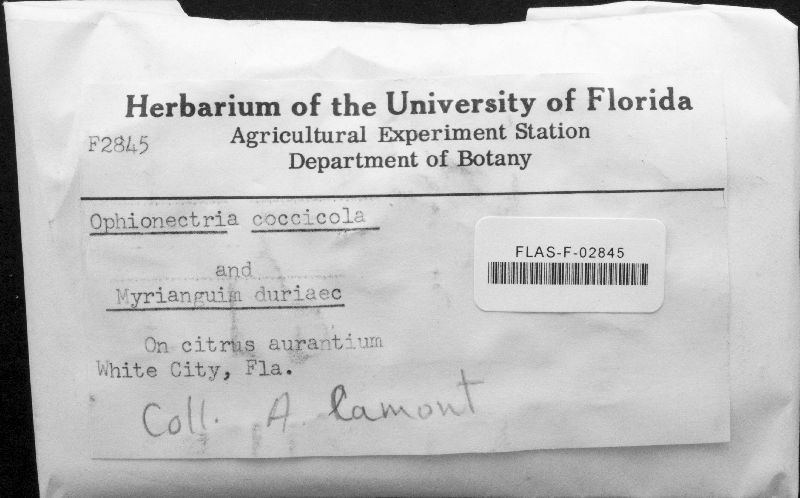 Herbarium of the University of Florida
F2845
Agricultural Experiment Station
Department of Botany
Ophionectria coccicola
and
Myrianguim duriaec
On citrus aurantium
White City, Fla.
Coll. A. Lamont
FLAS-F-02845